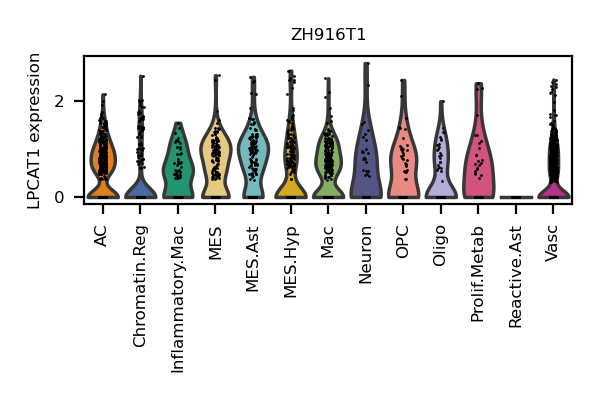 ZH916T1
LPCAT1 expression
2
0
AC
Chromatin.Reg
Inflammatory.Mac
MES
MES.Ast
MES.Hyp
Mac
Neuron
OPC
Oligo
Prolif.Metab
Reactive.Ast
Vasc